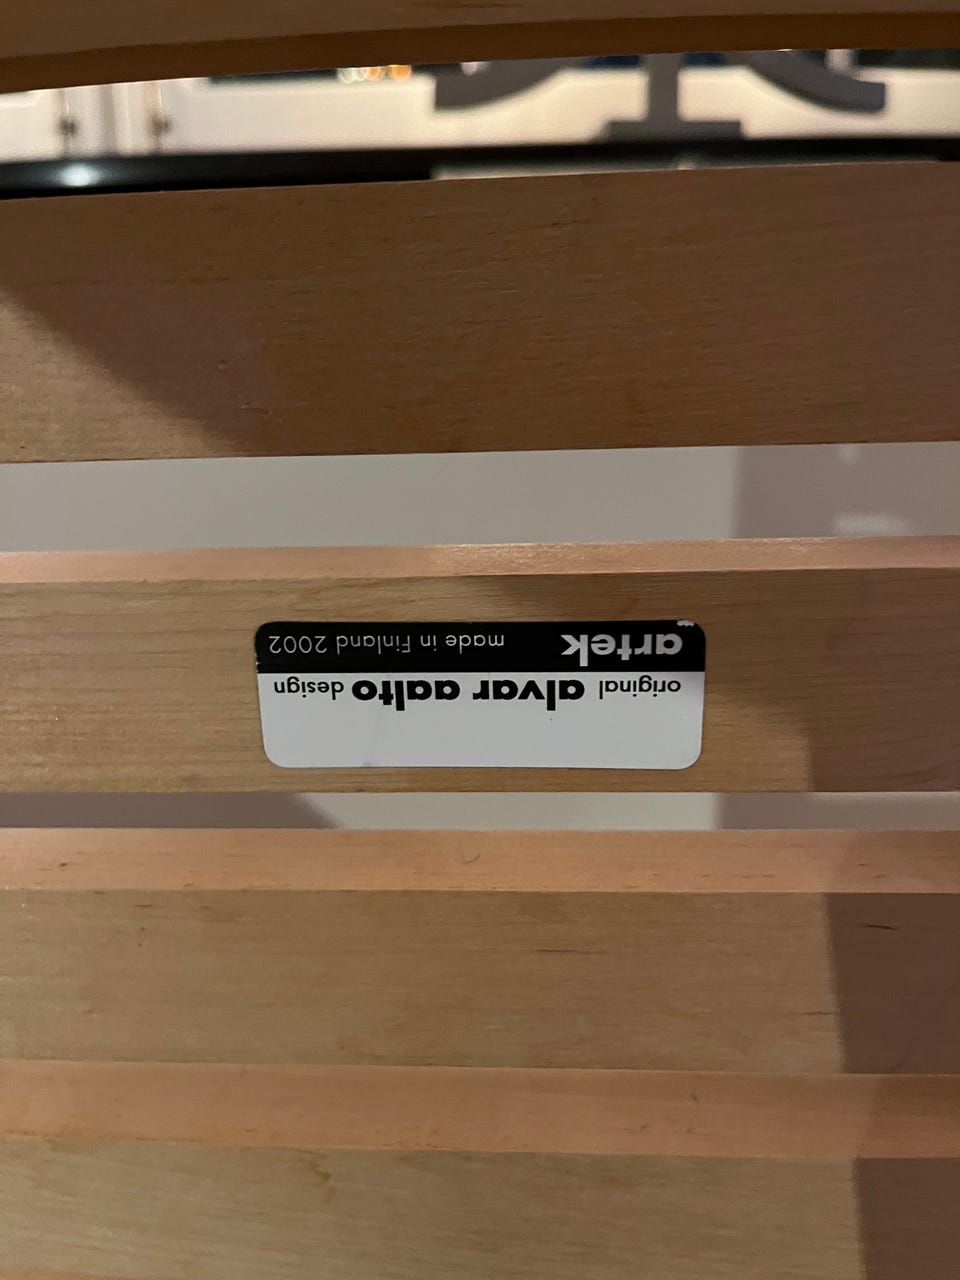 original alvar aalto design
artek made in Finland 2002